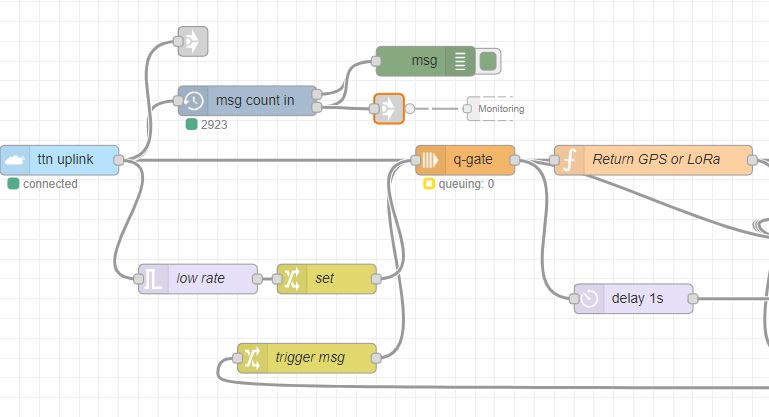 msg
msg count in
Monitoring
2923
ttn uplink
q-gate
Return GPS or LoRa
connected
queuing: 0
low rate
set
delay 1s
trigger msg